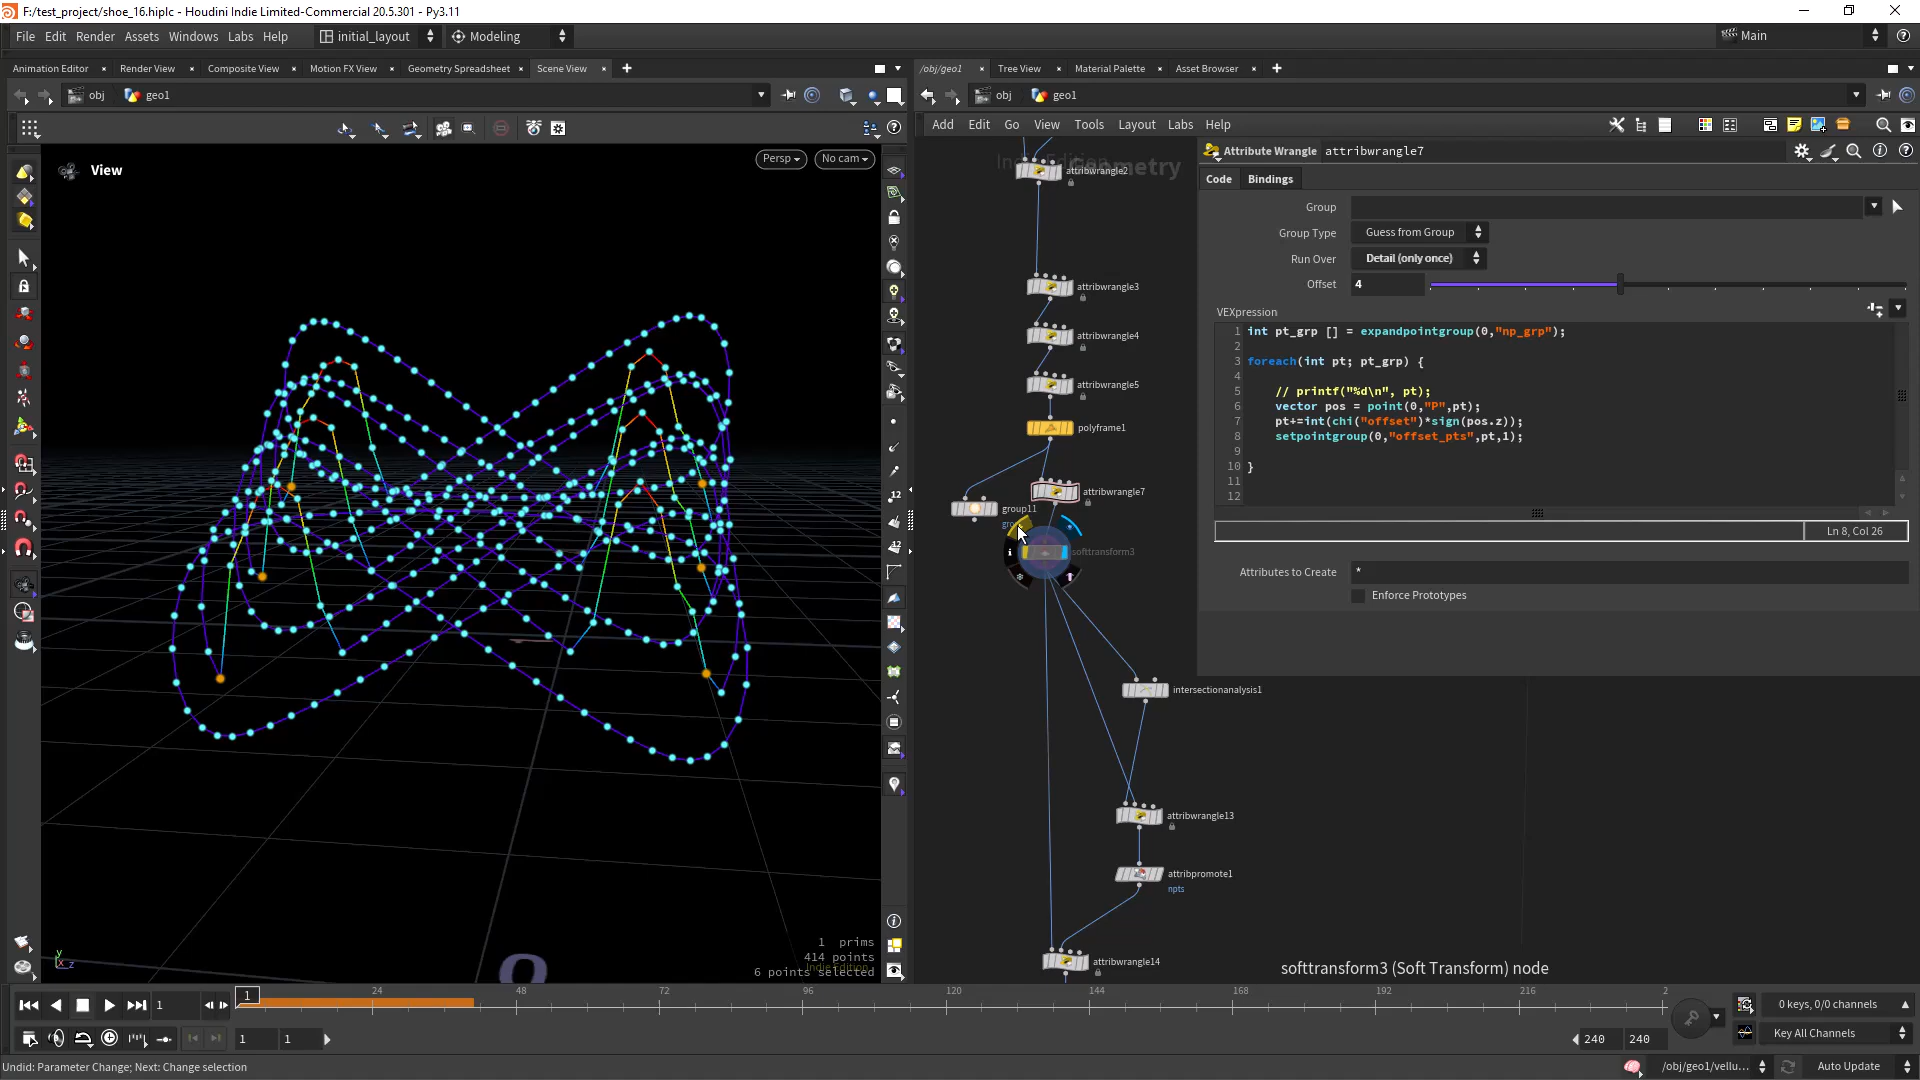 F:/test_project/shoe_16.hiplc - Houdini Indie Limited-Commercial 20.5.301 - Py3.11
File Edit Render Assets Windows Labs Help initial_layout Modeling Main
Animation Editor Render View Composite View Motion FX View Geometry Spreadsheet Scene View
/obj/geo1 Tree View Material Palette Asset Browser
obj geo1
obj geo1
Add Edit Go View Tools Layout Labs Help
View
Persp No cam
Attribute Wrangle attribwrangle7
Code Bindings
Group
Group Type Guess from Group
Run Over Detail (only once)
Offset 4
VEXpression
1 int pt_grp [] = expandpointgroup(0,"np_grp");
2
3 foreach(int pt; pt_grp) {
4
5 // printf("%d\n", pt);
6 vector pos = point(0,"P",pt);
7 pt+=int(chi("offset")*sign(pos.z));
8 setpointgroup(0,"offset_pts",pt,1);
9
10 }
11
12
Ln 8, Col 26
Attributes to Create *
Enforce Prototypes
attribwrangle2
attribwrangle3
attribwrangle4
attribwrangle5
polyframe1
attribwrangle7
group11
softtransform3
intersectionanalysis1
attribwrangle13
attribpromote1
npts
attribwrangle14
softtransform3 (Soft Transform) node
12
12
1 prims
414 points
Indie Edition
6 points selected
y
x z
1 1 24 48 72 96 120 144 168 192 216 2
0 keys, 0/0 channels
1 1 240 240 Key All Channels
Undid: Parameter Change; Next: Change selection
/obj/geo1/vellu... Auto Update